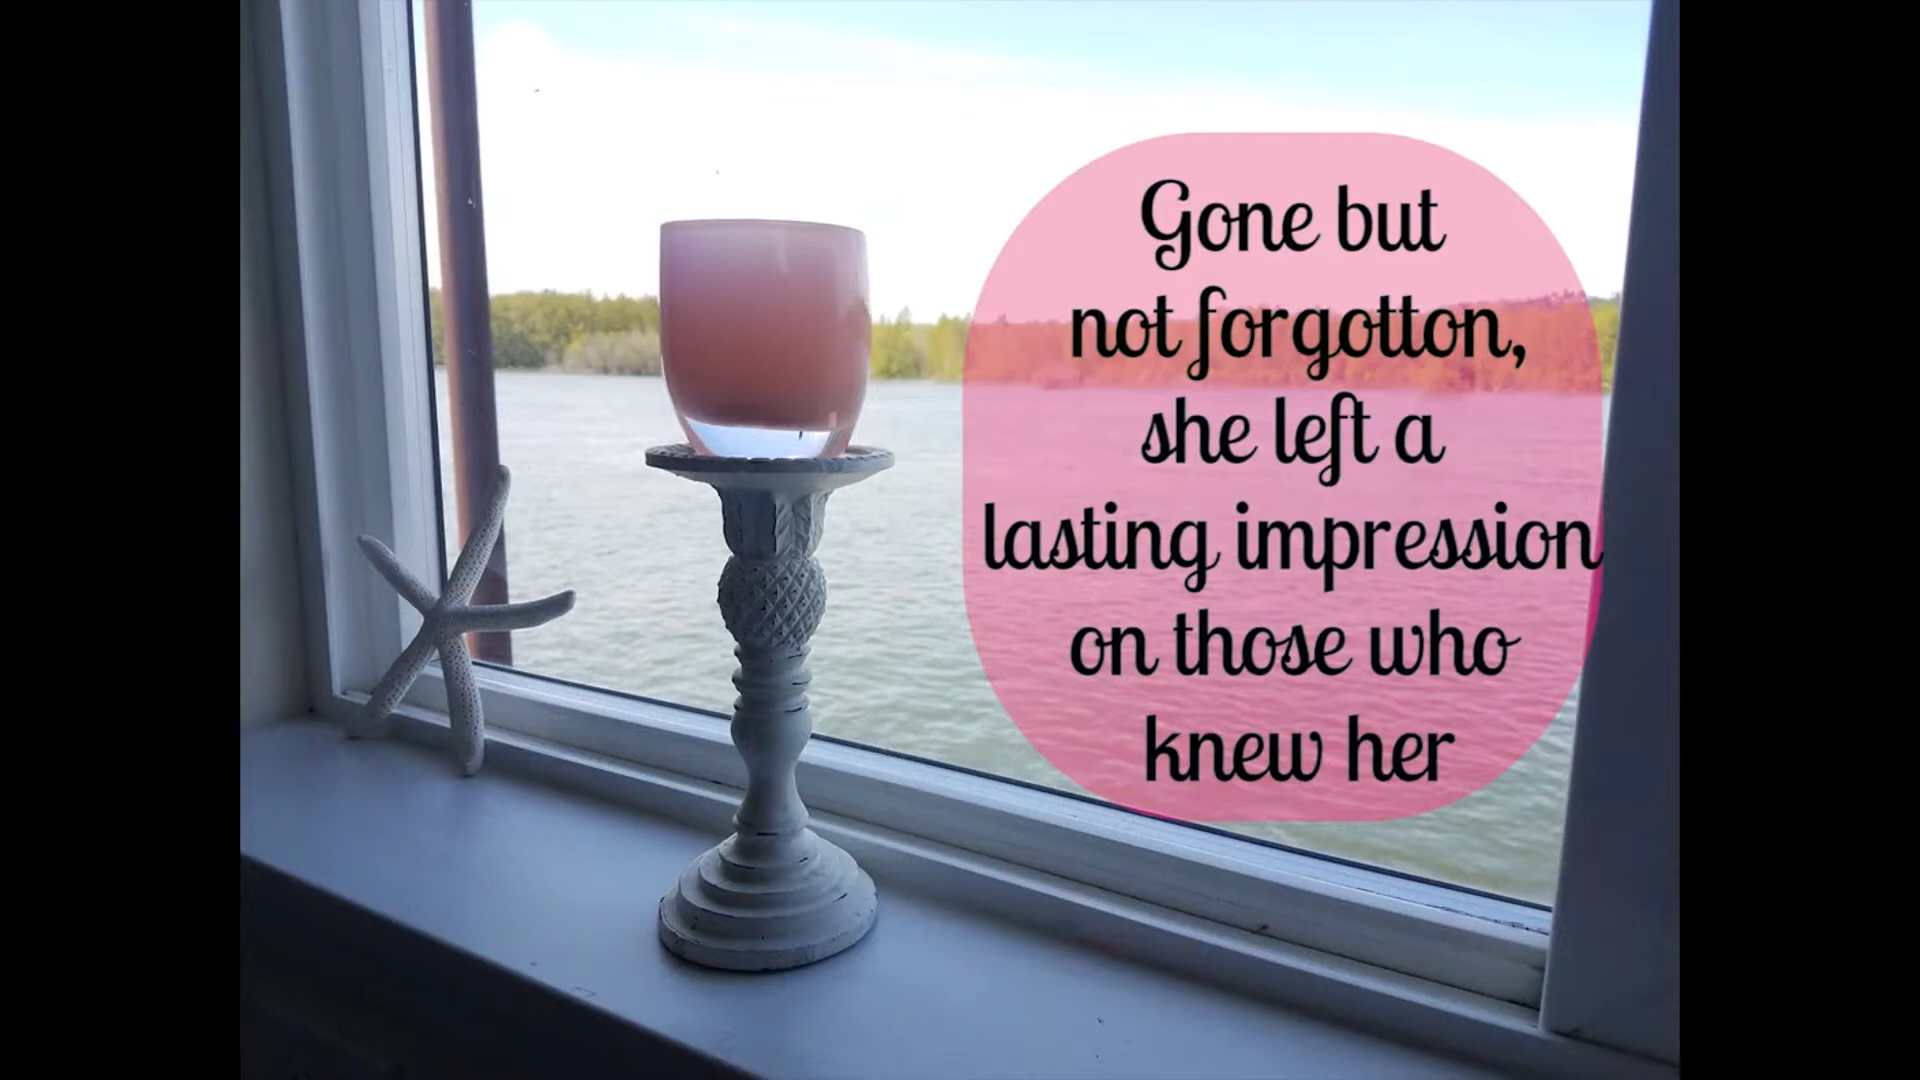 Gone but
not forgotton,
she left a
lasting impression
on those who
knew her